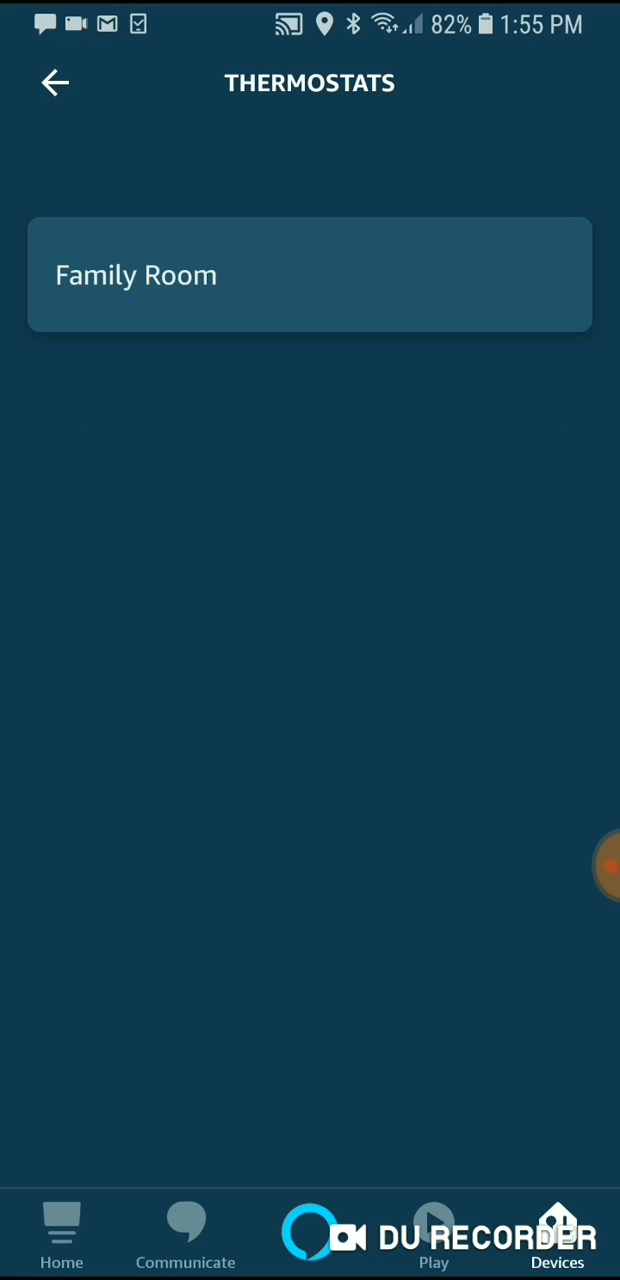 82% 1:55 PM
THERMOSTATS
Family Room
DU RECORDER
Home Communicate Play Devices